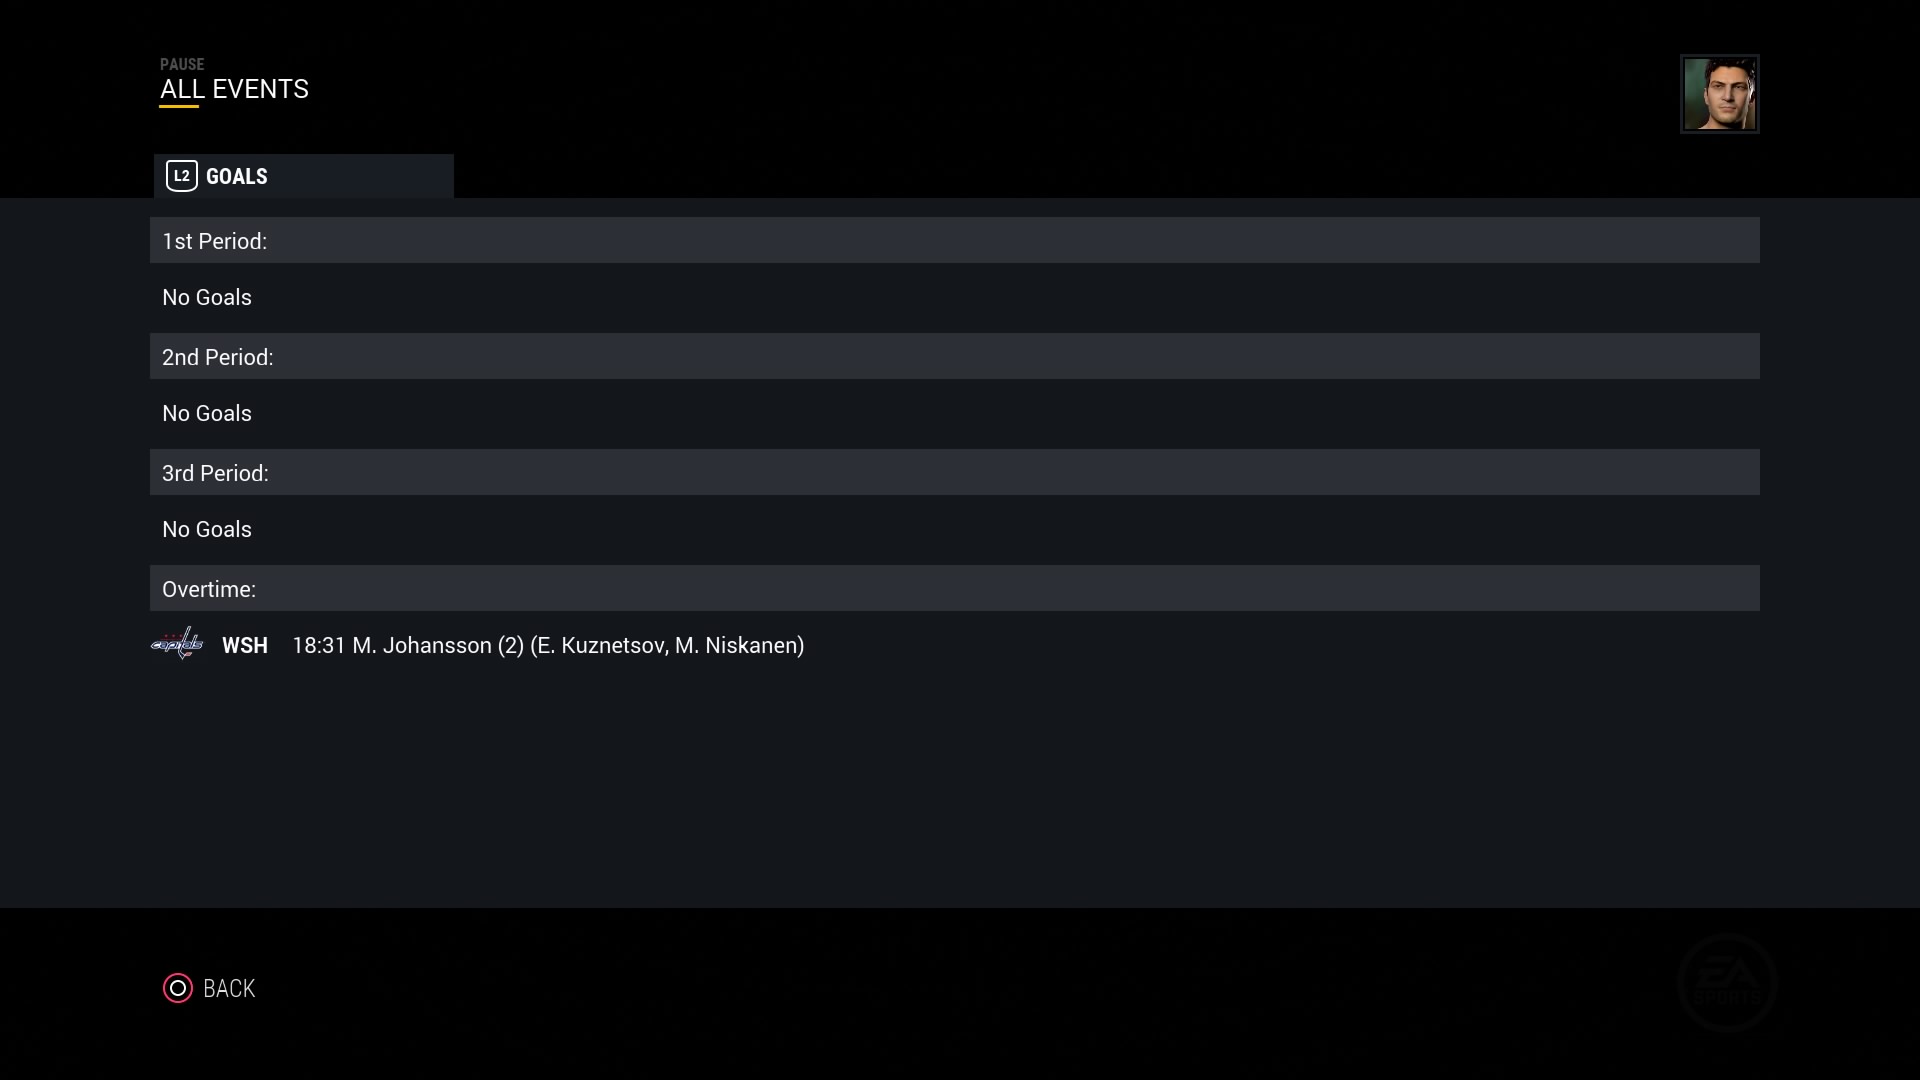 PAUSE
ALL EVENTS
L2 GOALS
1st Period:
No Goals
2nd Period:
No Goals
3rd Period:
No Goals
Overtime:
capitals WSH 18:31 M. Johansson (2) (E. Kuznetsov, M. Niskanen)
BACK
EA
SPORTS